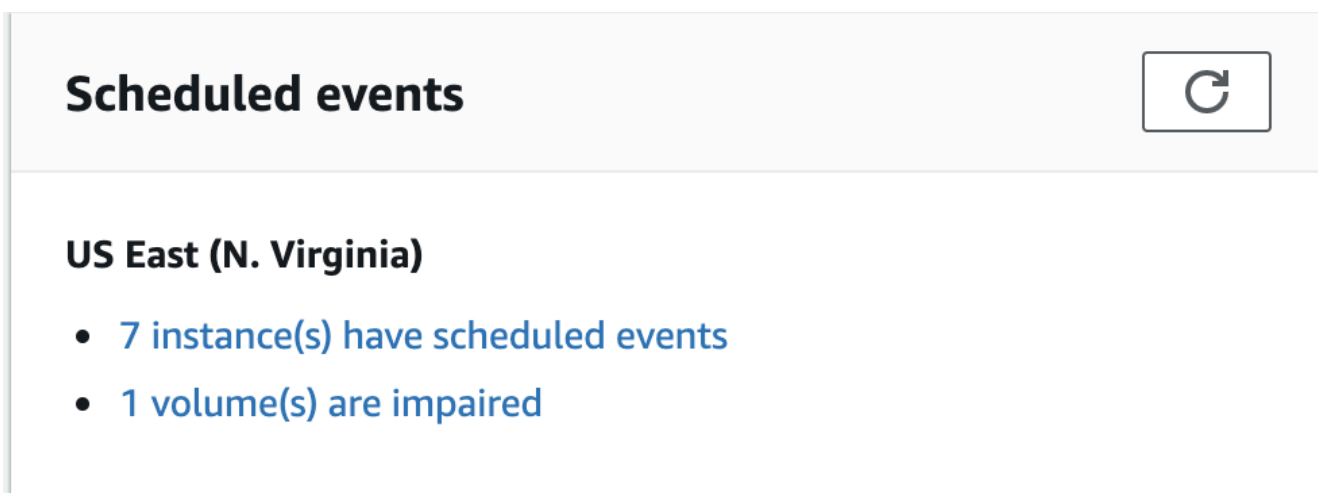 Scheduled events
US East (N. Virginia)
7 instance(s) have scheduled events
1 volume(s) are impaired